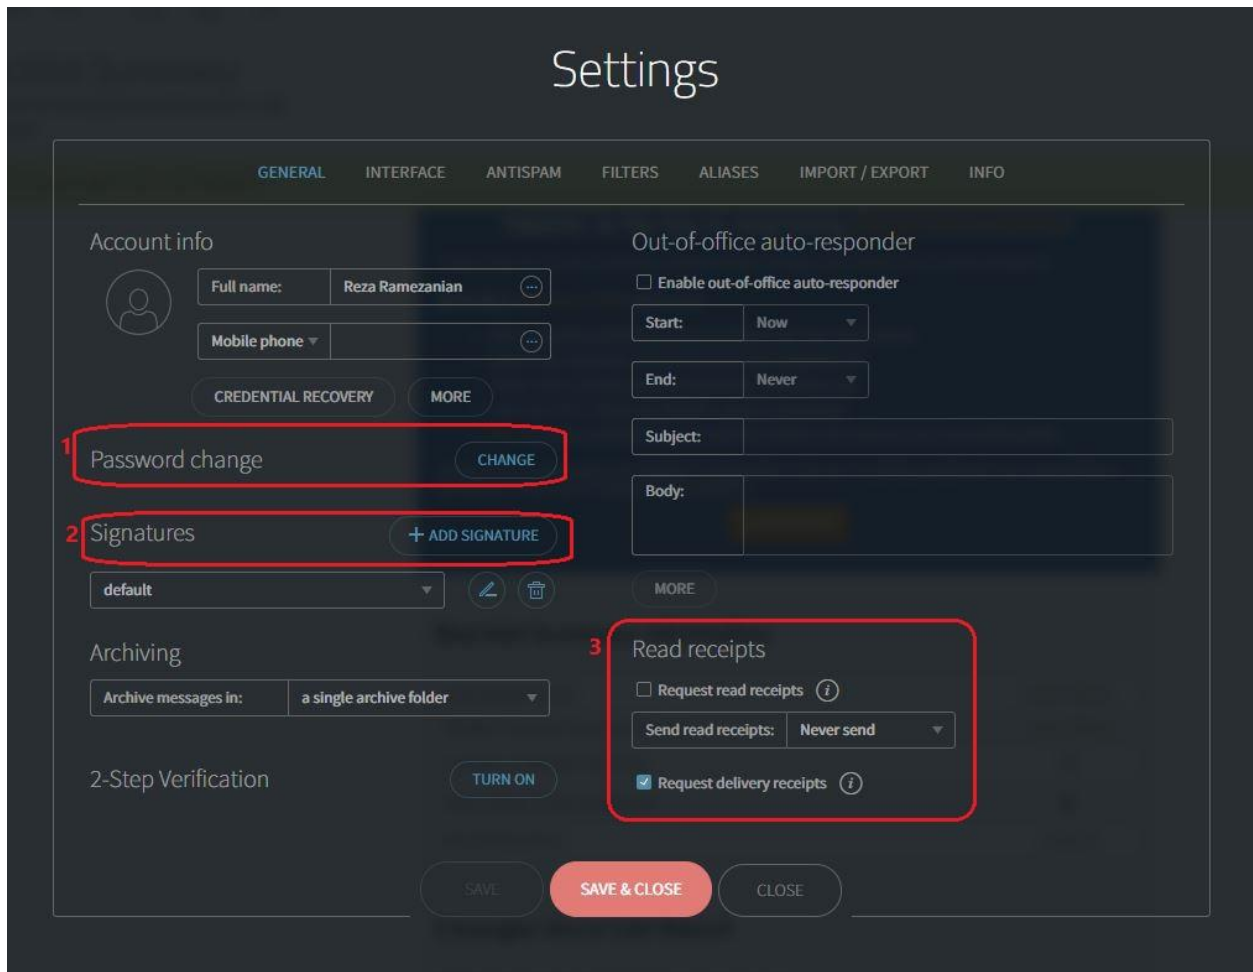 Settings
GENERAL INTERFACE ANTISPAM FILTERS ALIASES IMPORT / EXPORT INFO
Account info
Full name: Reza Ramezanian
Mobile phone
CREDENTIAL RECOVERY MORE
1
Password change CHANGE
2
Signatures + ADD SIGNATURE
default
Archiving
Archive messages in: a single archive folder
2-Step Verification TURN ON
Out-of-office auto-responder
Enable out-of-office auto-responder
Start: Now
End: Never
Subject:
Body:
MORE
3
Read receipts
Request read receipts i
Send read receipts: Never send
Request delivery receipts i
SAVE SAVE & CLOSE CLOSE